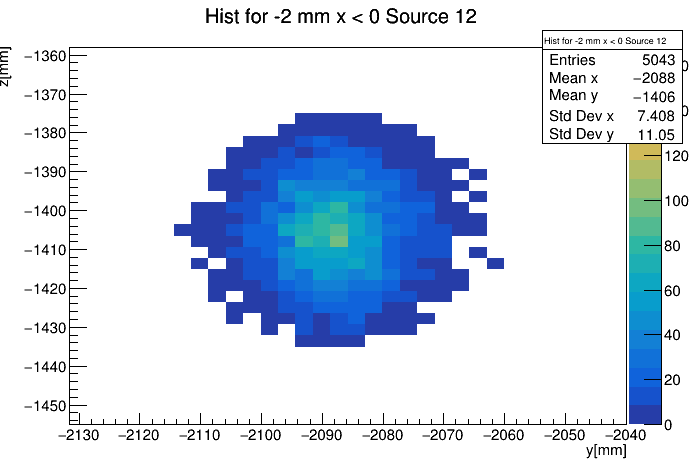 Hist for -2 mm x < 0 Source 12
Hist for -2 mm x < 0 Source 12
Entries 5043
Mean x −2088
Mean y −1406
Std Dev x 7.408
Std Dev y 11.05
z[mm]
−1360
−1370
−1380
−1390
−1400
−1410
−1420
−1430
−1440
−1450
−2130 −2120 −2110 −2100 −2090 −2080 −2070 −2060 −2050 −2040
y[mm]
120
100
80
60
40
20
0